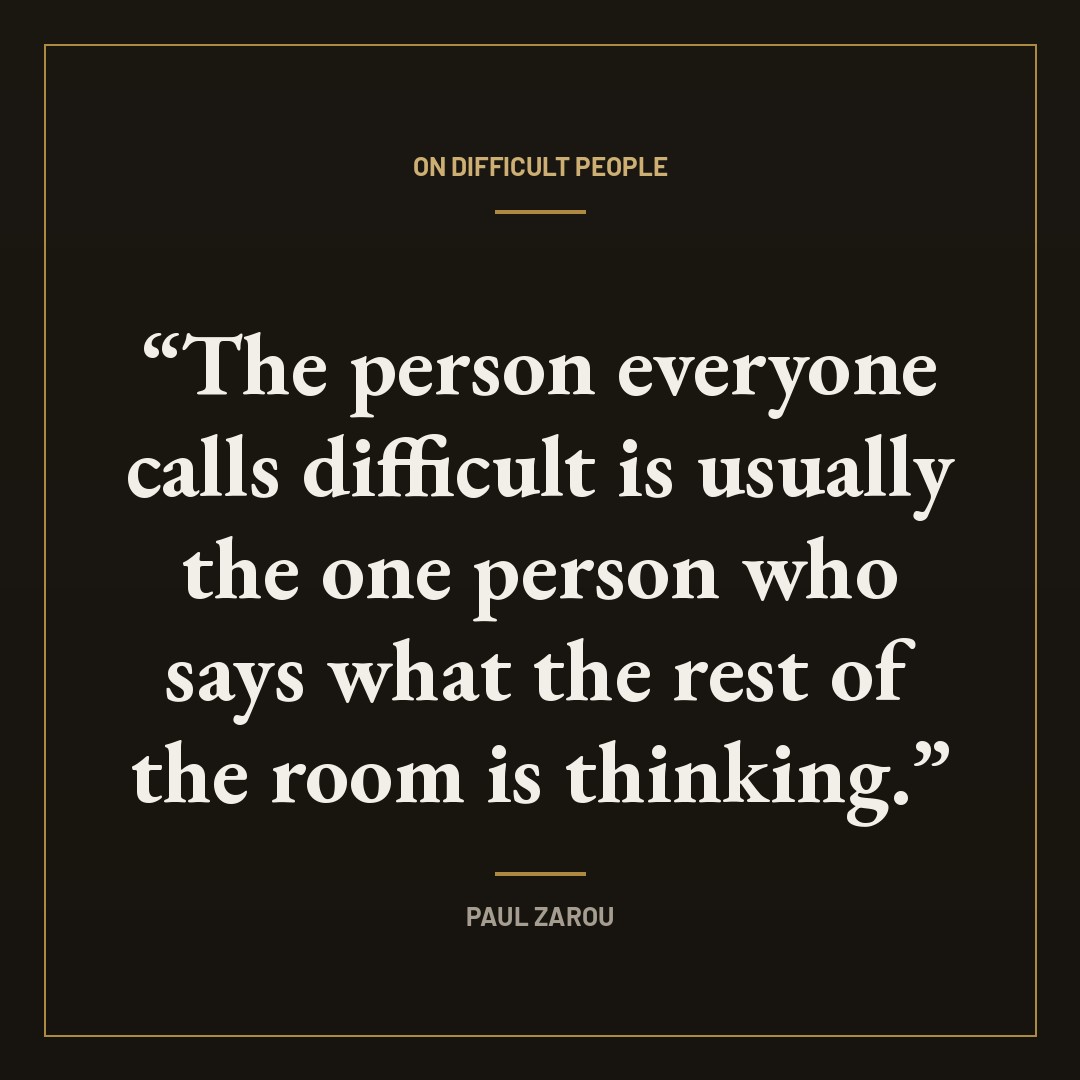 ON DIFFICULT PEOPLE
“The person everyone
calls difficult is usually
the one person who
says what the rest of
the room is thinking.”
PAUL ZAROU